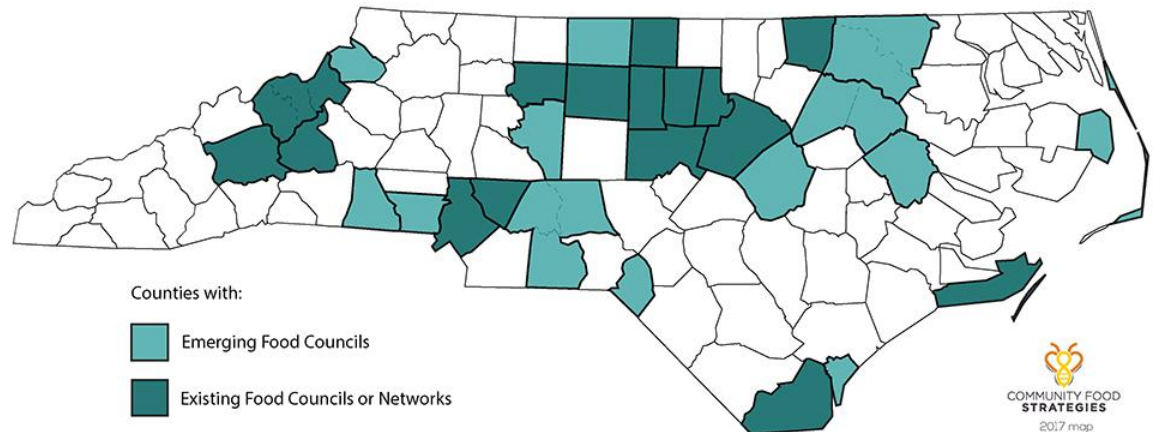 Counties with:
Emerging Food Councils
Existing Food Councils or Networks
COMMUNITY FOOD
STRATEGIES
2017 map